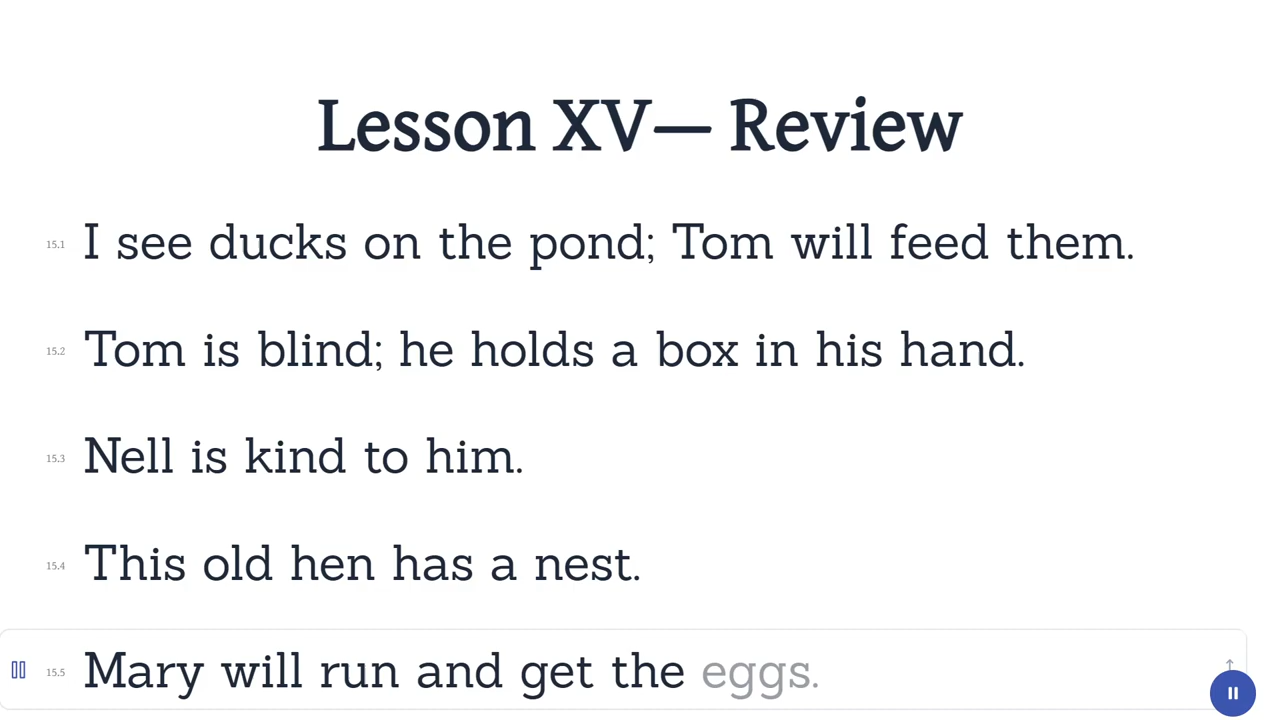 Lesson XV— Review
15.1 I see ducks on the pond; Tom will feed them.
15.2 Tom is blind; he holds a box in his hand.
15.3 Nell is kind to him.
15.4 This old hen has a nest.
15.5 Mary will run and get the eggs.